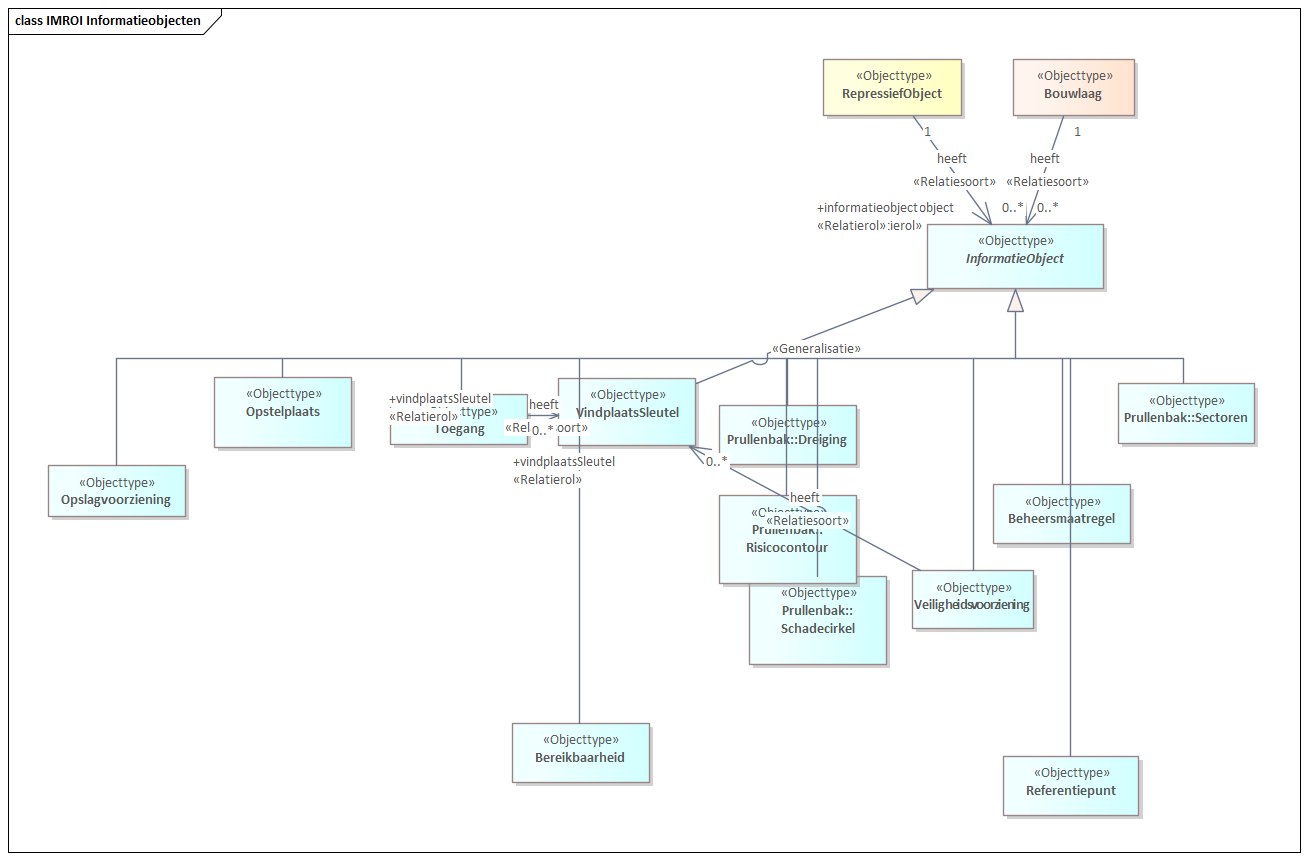 class IMROI Informatieobjecten
«Objecttype»
RepressiefObject
«Objecttype»
Bouwlaag
1
1
heeft
heeft
«Relatiesoort»
«Relatiesoort»
+informatieobject
object
0..*
0..*
«Relatierol»
:ierol»
«Objecttype»
InformatieObject
«Generalisatie»
«Objecttype»
Opstelplaats
+vindplaatsSleutel
«Relatierol»
Toegang
heeft
0..*
«Objecttype»
VindplaatsSleutel
«Objecttype»
Prullenbak::Dreiging
«Objecttype»
Prullenbak::Sectoren
+vindplaatsSleutel
«Relatierol»
0..*
«Objecttype»
Opslagvoorziening
heeft
«Relatiesoort»
Prullenbak::
Risicocontour
«Objecttype»
Beheersmaatregel
«Objecttype»
Prullenbak::
Schadecirkel
«Objecttype»
Veiligheidsvoorziening
«Objecttype»
Bereikbaarheid
«Objecttype»
Referentiepunt